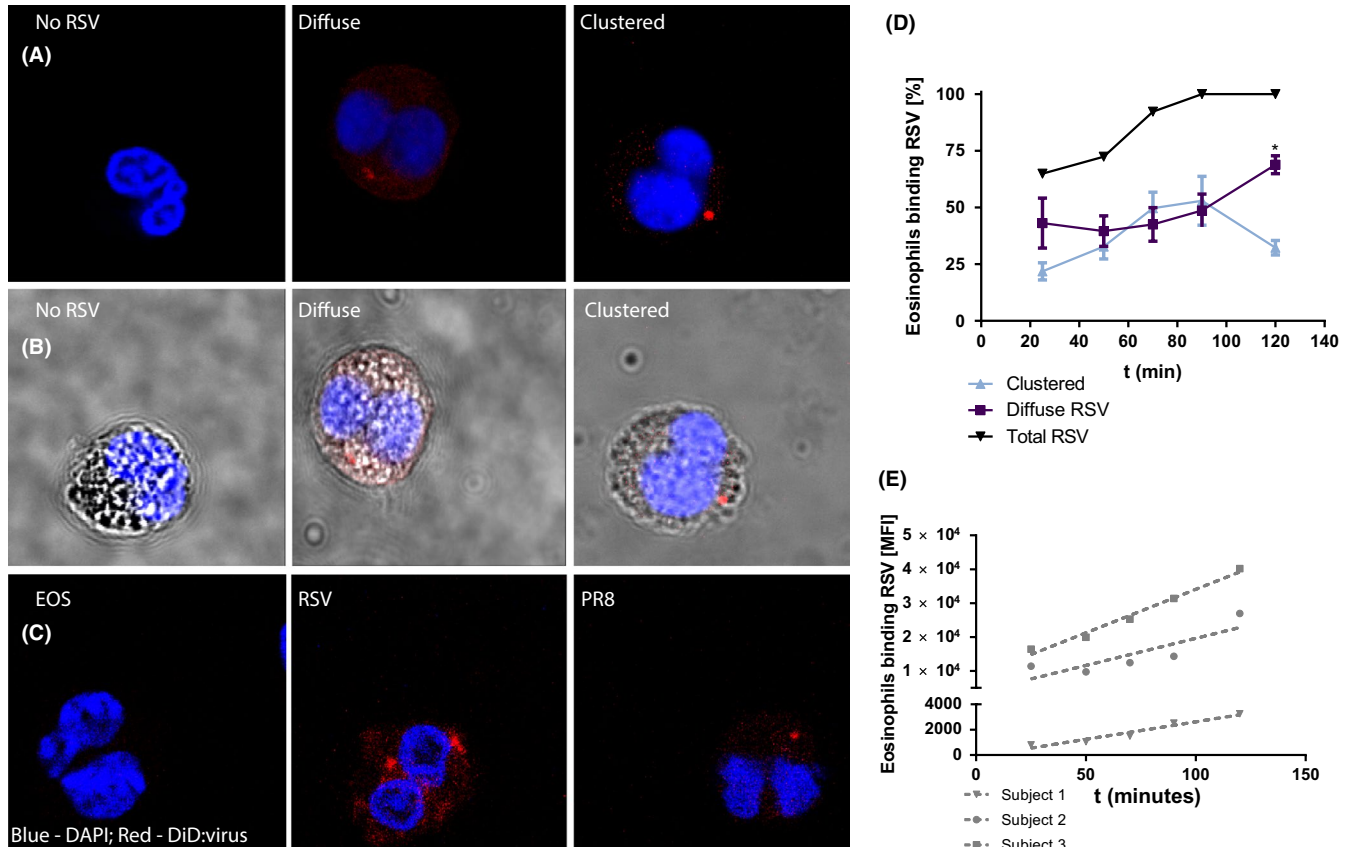 No RSV
Diffuse
Clustered
(A)
No RSV
Diffuse
Clustered
(B)
EOS
RSV
PR8
(C)
Blue - DAPI; Red - DiD:virus
(D)
Eosinophils binding RSV [%]
100
75
50
25
0
0 20 40 60 80 100 120 140
*
t (min)
Clustered
Diffuse RSV
Total RSV
(E)
Eosinophils binding RSV [MFI]
5 × 10⁴
4 × 10⁴
3 × 10⁴
2 × 10⁴
1 × 10⁴
4000
2000
0
0 50 100 150
t (minutes)
Subject 1
Subject 2
Subject 3